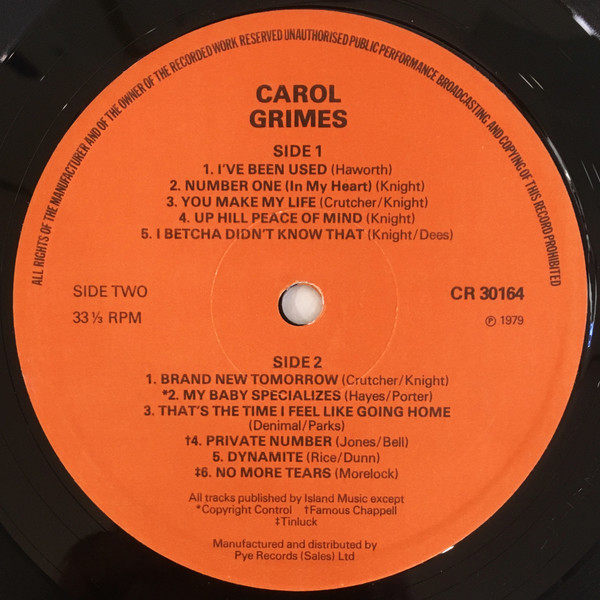 ALL RIGHTS OF THE MANUFACTURER AND OF THE OWNER OF THE RECORDED WORK RESERVED UNAUTHORISED PUBLIC PERFORMANCE BROADCASTING AND COPYING OF THIS RECORD PROHIBITED
CAROL
GRIMES
SIDE 1
1. I'VE BEEN USED (Haworth)
2. NUMBER ONE (In My Heart) (Knight)
3. YOU MAKE MY LIFE (Crutcher/Knight)
4. UP HILL PEACE OF MIND (Knight)
5. I BETCHA DIDN'T KNOW THAT (Knight/Dees)
SIDE TWO
CR 30164
33 ⅓ RPM
℗ 1979
SIDE 2
1. BRAND NEW TOMORROW (Crutcher/Knight)
*2. MY BABY SPECIALIZES (Hayes/Porter)
3. THAT'S THE TIME I FEEL LIKE GOING HOME
(Denimal/Parks)
†4. PRIVATE NUMBER (Jones/Bell)
5. DYNAMITE (Rice/Dunn)
‡6. NO MORE TEARS (Morelock)
All tracks published by Island Music except
*Copyright Control †Famous Chappell
‡Tinluck
Manufactured and distributed by
Pye Records (Sales) Ltd